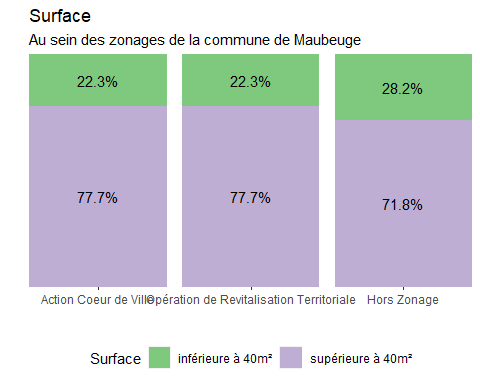 Surface
Au sein des zonages de la commune de Maubeuge
22.3% 22.3% 28.2%
77.7% 77.7% 71.8%
Action Coeur de Ville Opération de Revitalisation Territoriale Hors Zonage
Surface inférieure à 40m² supérieure à 40m²